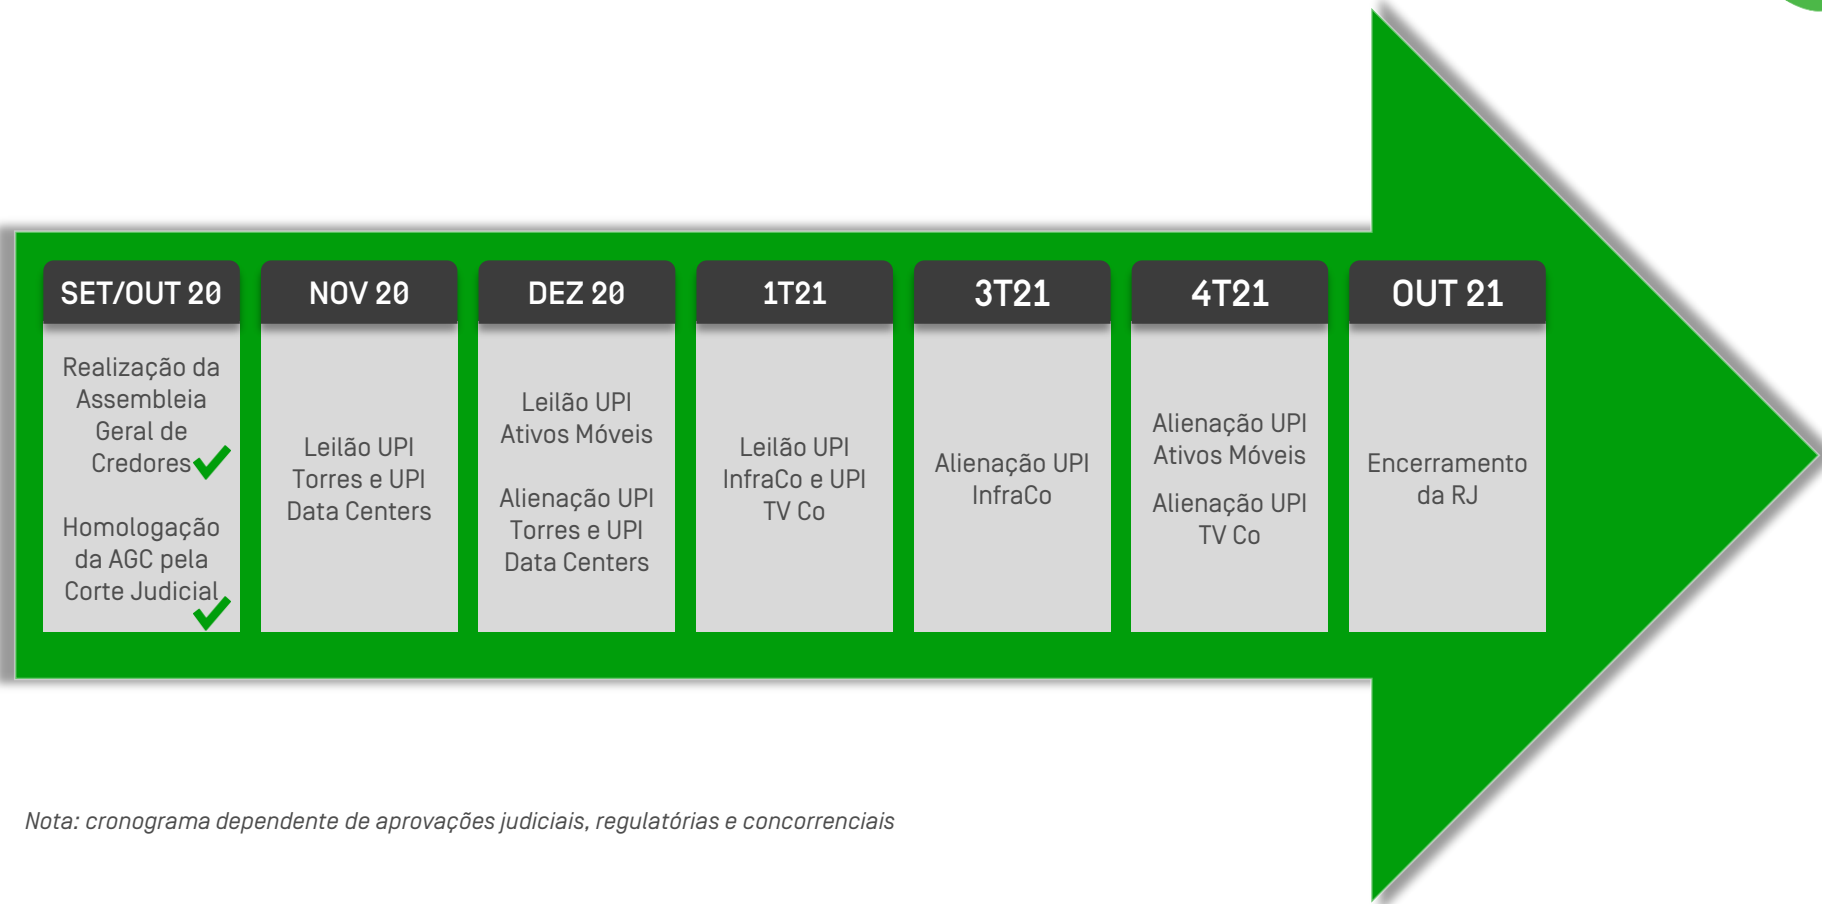 SET/OUT 20
Realização da
Assembleia
Geral de
Credores
Homologação
da AGC pela
Corte Judicial
NOV 20
Leilão UPI
Torres e UPI
Data Centers
DEZ 20
Leilão UPI
Ativos Móveis
Alienação UPI
Torres e UPI
Data Centers
1T21
Leilão UPI
InfraCo e UPI
TV Co
3T21
Alienação UPI
InfraCo
4T21
Alienação UPI
Ativos Móveis
Alienação UPI
TV Co
OUT 21
Encerramento
da RJ
Nota: cronograma dependente de aprovações judiciais, regulatórias e concorrenciais